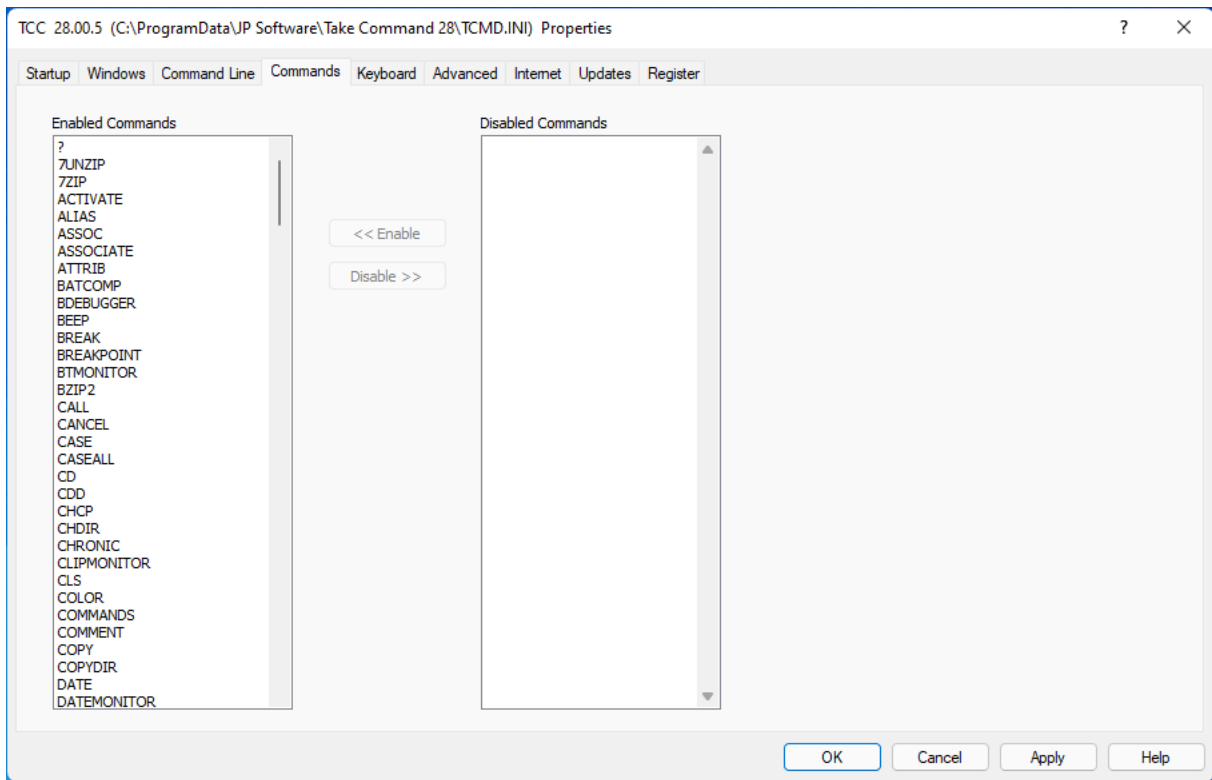 TCC 28.00.5 (C:\ProgramData\JP Software\Take Command 28\TCMD.INI) Properties
?
Startup Windows Command Line Commands Keyboard Advanced Internet Updates Register
Enabled Commands
?
7UNZIP
7ZIP
ACTIVATE
ALIAS
ASSOC
ASSOCIATE
ATTRIB
BATCOMP
BDEBUGGER
BEEP
BREAK
BREAKPOINT
BTMONITOR
BZIP2
CALL
CANCEL
CASE
CASEALL
CD
CDD
CHCP
CHDIR
CHRONIC
CLIPMONITOR
CLS
COLOR
COMMANDS
COMMENT
COPY
COPYDIR
DATE
DATEMONITOR
<< Enable
Disable >>
Disabled Commands
OK Cancel Apply Help